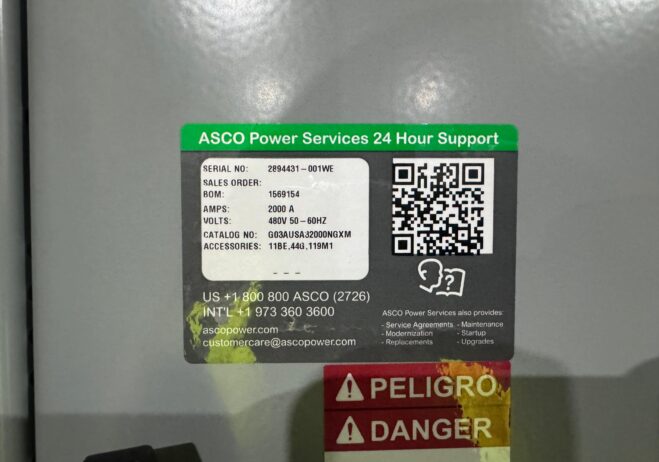 ASCO Power Services 24 Hour Support
SERIAL NO: 2894431-001WE
SALES ORDER:
BOM: 1569154
AMPS: 2000 A
VOLTS: 480V 50-60HZ
CATALOG NO: G03AUSA32000NGXM
ACCESSORIES: 11BE,44G,119M1
US +1 800 800 ASCO (2726)
INT'L +1 973 360 3600
ascopower.com
customercare@ascopower.com
?
ASCO Power Services also provides:
- Service Agreements - Maintenance
- Modernization - Startup
- Replacements - Upgrades
PELIGRO
DANGER